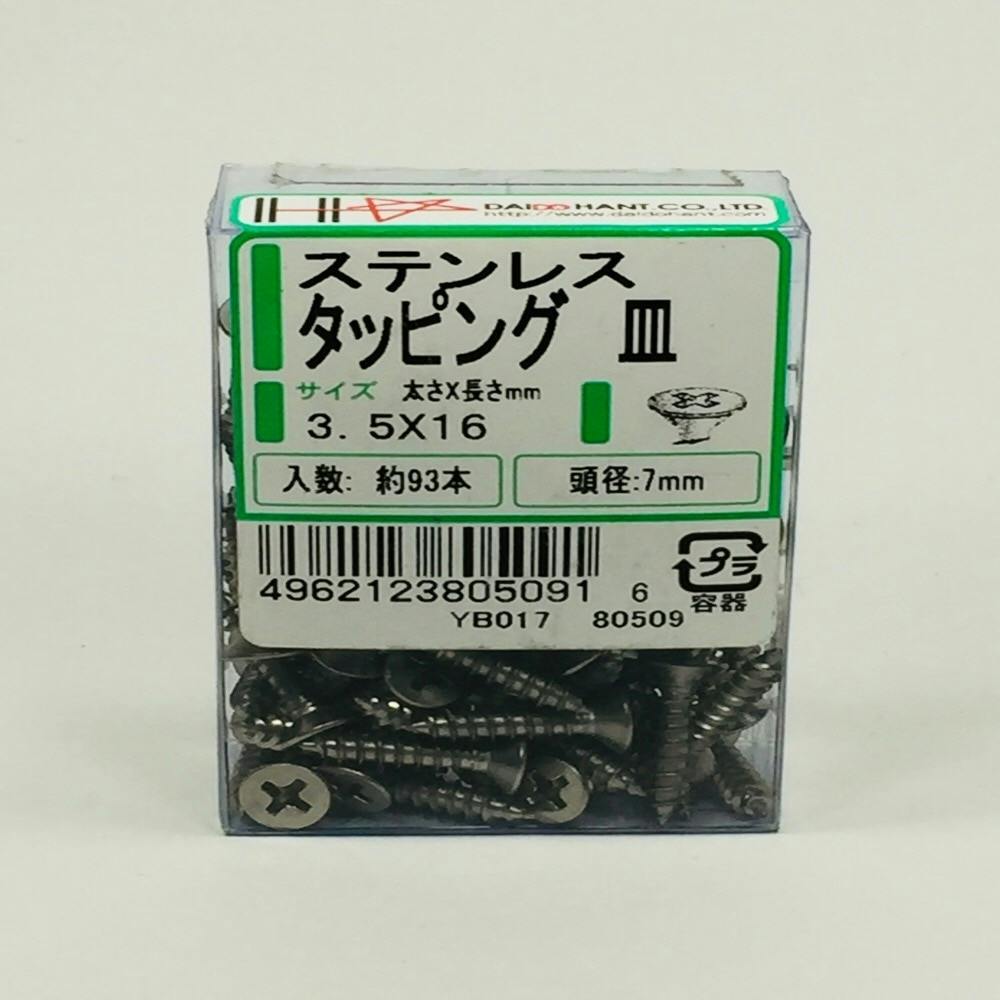 DAIDOHANT.CO.,LTD.
http://www.daidohant.com
ステンレス
タッピング 皿
サイズ 太さX長さmm
3.5X16
入数: 約93本 頭径:7mm
4962123805091 6
プラ
容器
YB017 80509